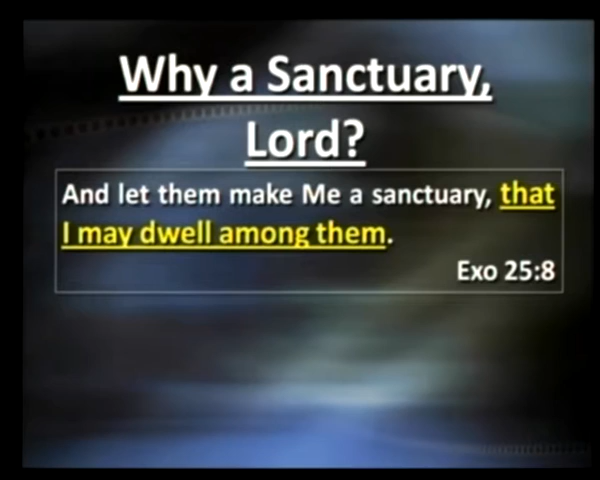 Why a Sanctuary,
Lord?
And let them make Me a sanctuary, that
I may dwell among them.
Exo 25:8